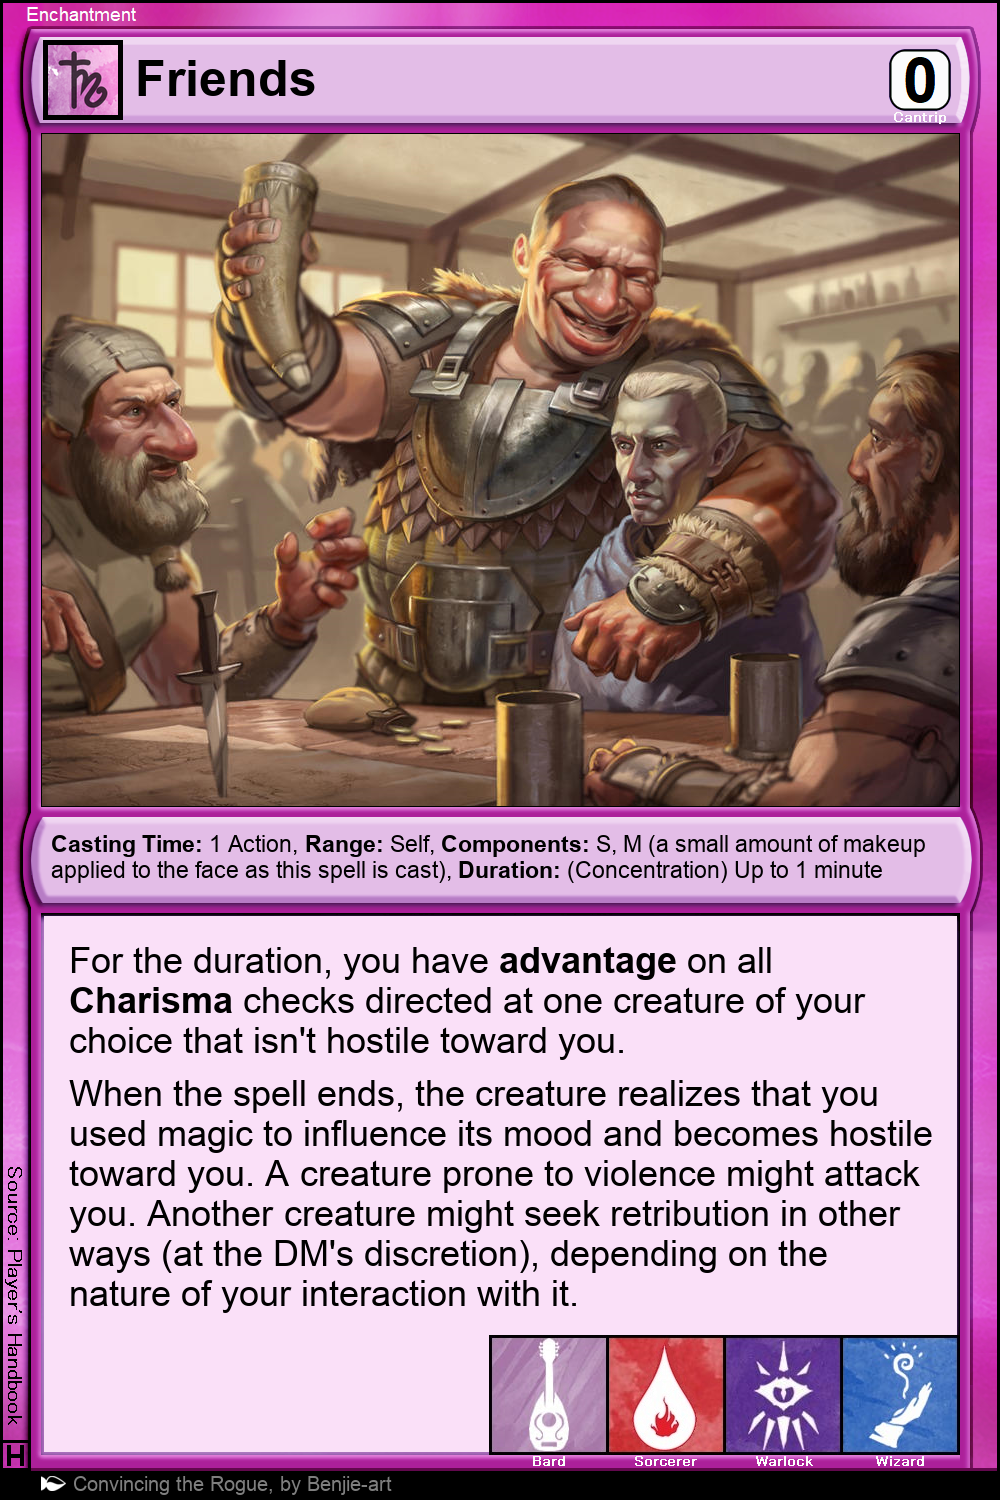 Enchantment
Friends
0
Cantrip
Casting Time: 1 Action, Range: Self, Components: S, M (a small amount of makeup
applied to the face as this spell is cast), Duration: (Concentration) Up to 1 minute
For the duration, you have advantage on all
Charisma checks directed at one creature of your
choice that isn't hostile toward you.
When the spell ends, the creature realizes that you
used magic to influence its mood and becomes hostile
toward you. A creature prone to violence might attack
you. Another creature might seek retribution in other
ways (at the DM's discretion), depending on the
nature of your interaction with it.
Source: Player's Handbook
H
Bard
Sorcerer
Warlock
Wizard
Convincing the Rogue, by Benjie-art